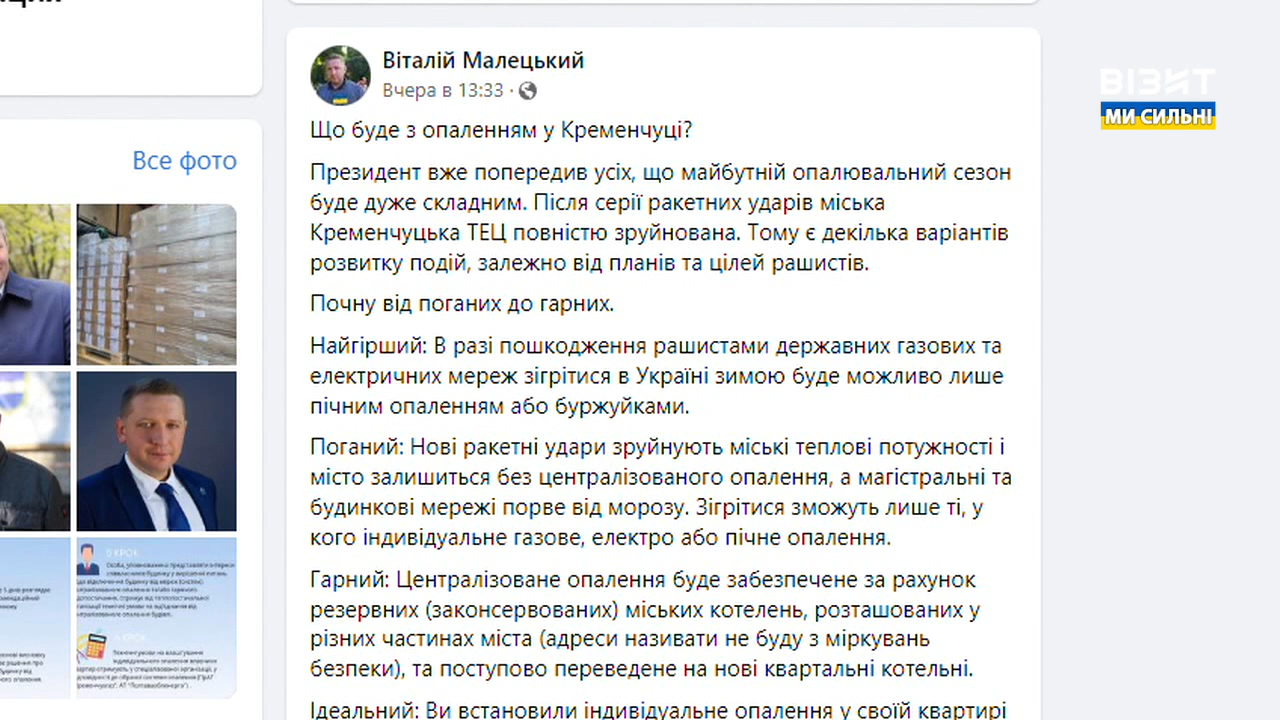 Все фото
Віталій Малецький
Вчера в 13:33 ·
ВІЗИТ
МИ СИЛЬНІ
Що буде з опаленням у Кременчуці?
Президент вже попередив усіх, що майбутній опалювальний сезон
буде дуже складним. Після серії ракетних ударів міська
Кременчуцька ТЕЦ повністю зруйнована. Тому є декілька варіантів
розвитку подій, залежно від планів та цілей рашистів.
Почну від поганих до гарних.
Найгірший: В разі пошкодження рашистами державних газових та
електричних мереж зігрітися в Україні зимою буде можливо лише
пічним опаленням або буржуйками.
Поганий: Нові ракетні удари зруйнують міські теплові потужності і
місто залишиться без централізованого опалення, а магістральні та
будинкові мережі порве від морозу. Зігрітися зможуть лише ті, у
кого індивідуальне газове, електро або пічне опалення.
Гарний: Централізоване опалення буде забезпечене за рахунок
резервних (законсервованих) міських котелень, розташованих у
різних частинах міста (адреси називати не буду з міркувань
безпеки), та поступово переведене на нові квартальні котельні.
Ідеальний: Ви встановили індивідуальне опалення у своїй квартирі